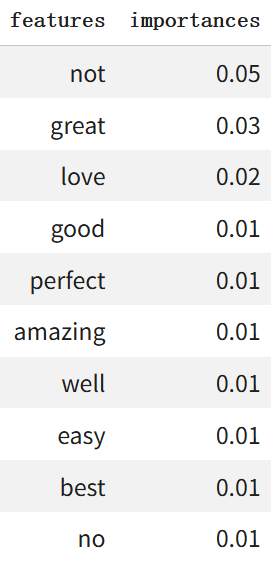 features importances
not 0.05
great 0.03
love 0.02
good 0.01
perfect 0.01
amazing 0.01
well 0.01
easy 0.01
best 0.01
no 0.01